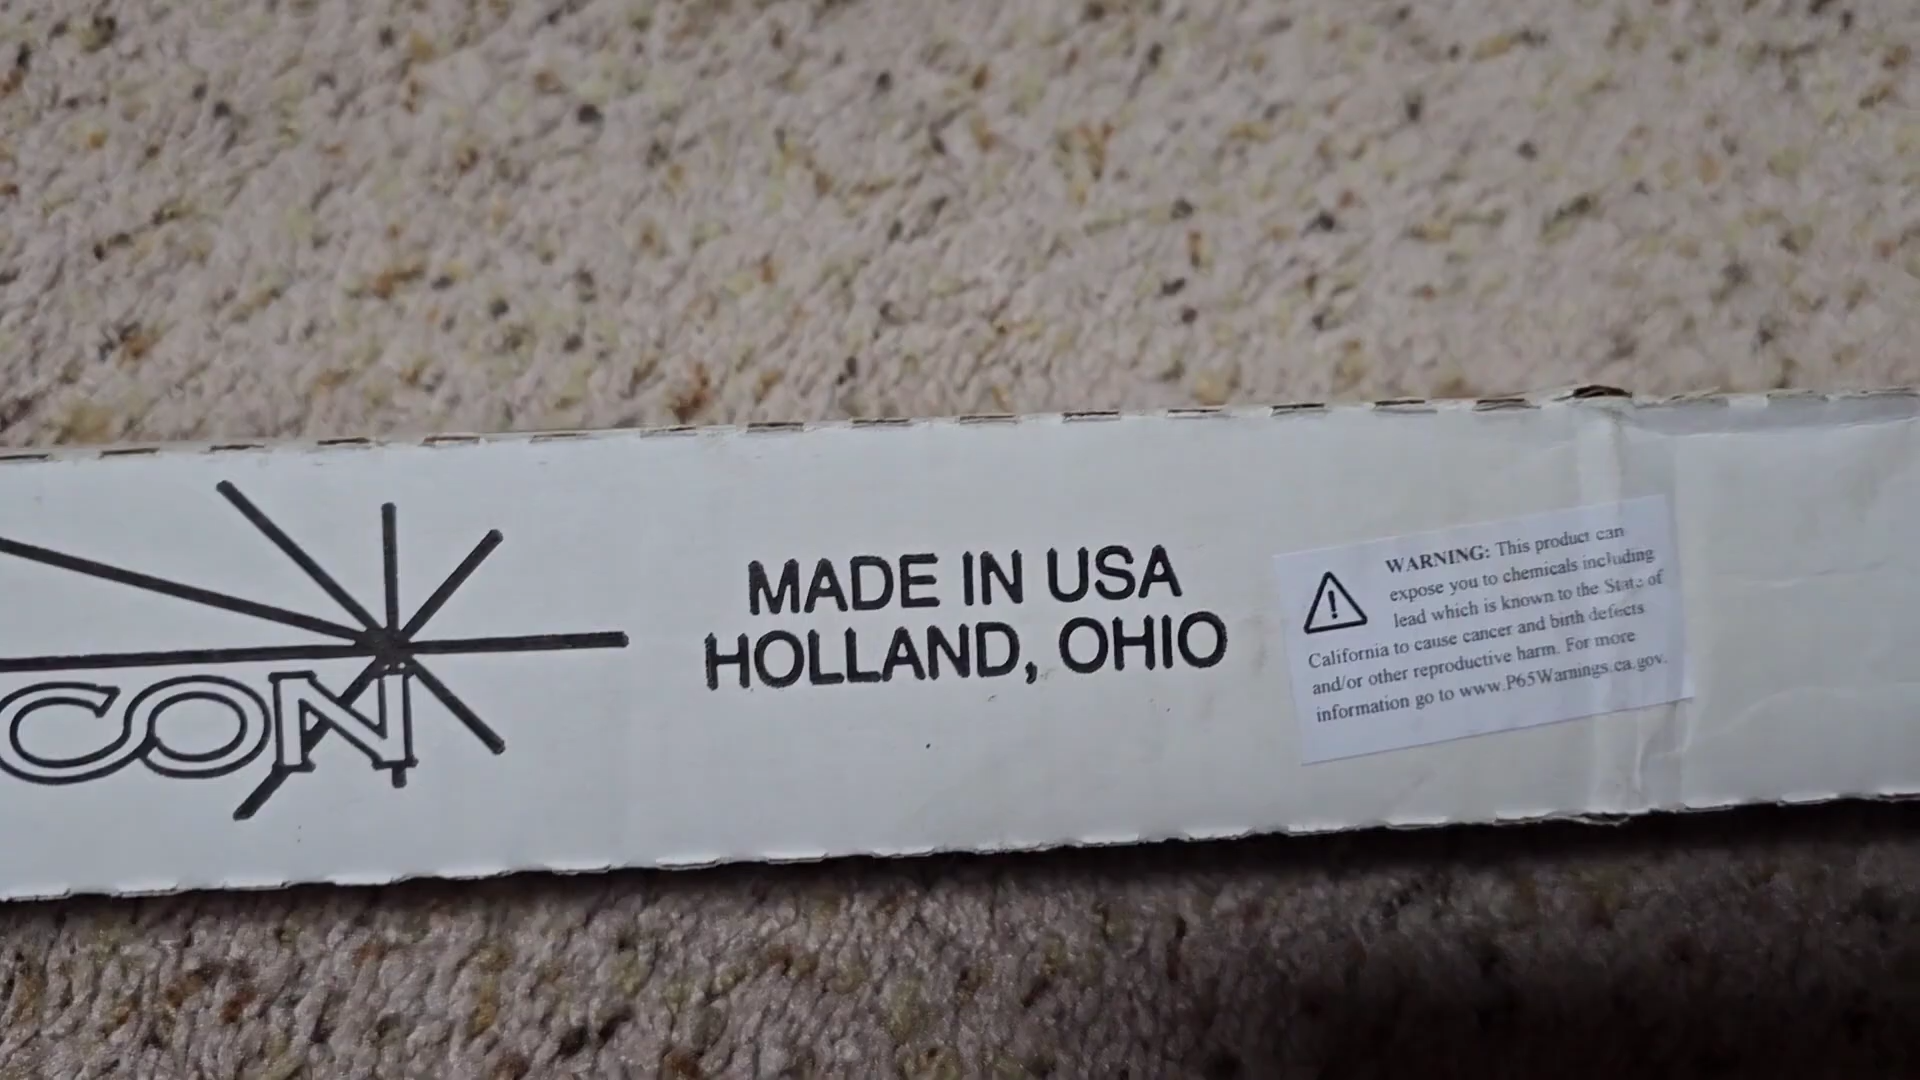 CON
MADE IN USA
HOLLAND, OHIO
WARNING: This product can
expose you to chemicals including
lead which is known to the State of
California to cause cancer and birth defects
and/or other reproductive harm. For more
information go to www.P65Warnings.ca.gov.